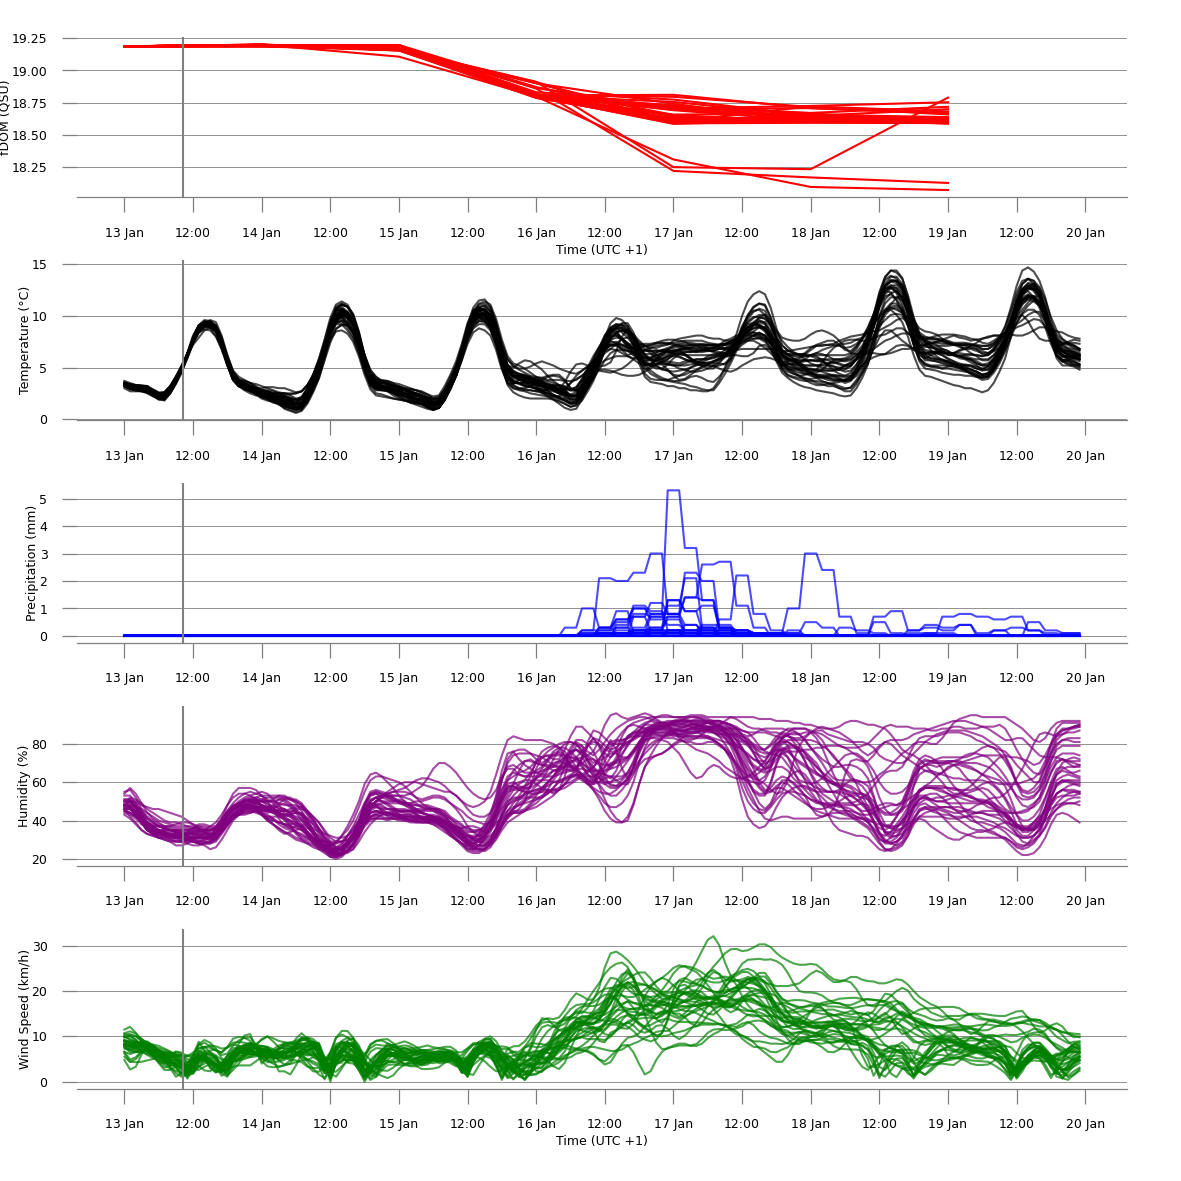 19.25
19.00
18.75
18.50
18.25
fDOM (QSU)
13 Jan 12:00 14 Jan 12:00 15 Jan 12:00 16 Jan 12:00 17 Jan 12:00 18 Jan 12:00 19 Jan 12:00 20 Jan
Time (UTC +1)
15
10
5
0
Temperature (°C)
13 Jan 12:00 14 Jan 12:00 15 Jan 12:00 16 Jan 12:00 17 Jan 12:00 18 Jan 12:00 19 Jan 12:00 20 Jan
5
4
3
2
1
0
Precipitation (mm)
13 Jan 12:00 14 Jan 12:00 15 Jan 12:00 16 Jan 12:00 17 Jan 12:00 18 Jan 12:00 19 Jan 12:00 20 Jan
80
60
40
20
Humidity (%)
13 Jan 12:00 14 Jan 12:00 15 Jan 12:00 16 Jan 12:00 17 Jan 12:00 18 Jan 12:00 19 Jan 12:00 20 Jan
30
20
10
0
Wind Speed (km/h)
13 Jan 12:00 14 Jan 12:00 15 Jan 12:00 16 Jan 12:00 17 Jan 12:00 18 Jan 12:00 19 Jan 12:00 20 Jan
Time (UTC +1)